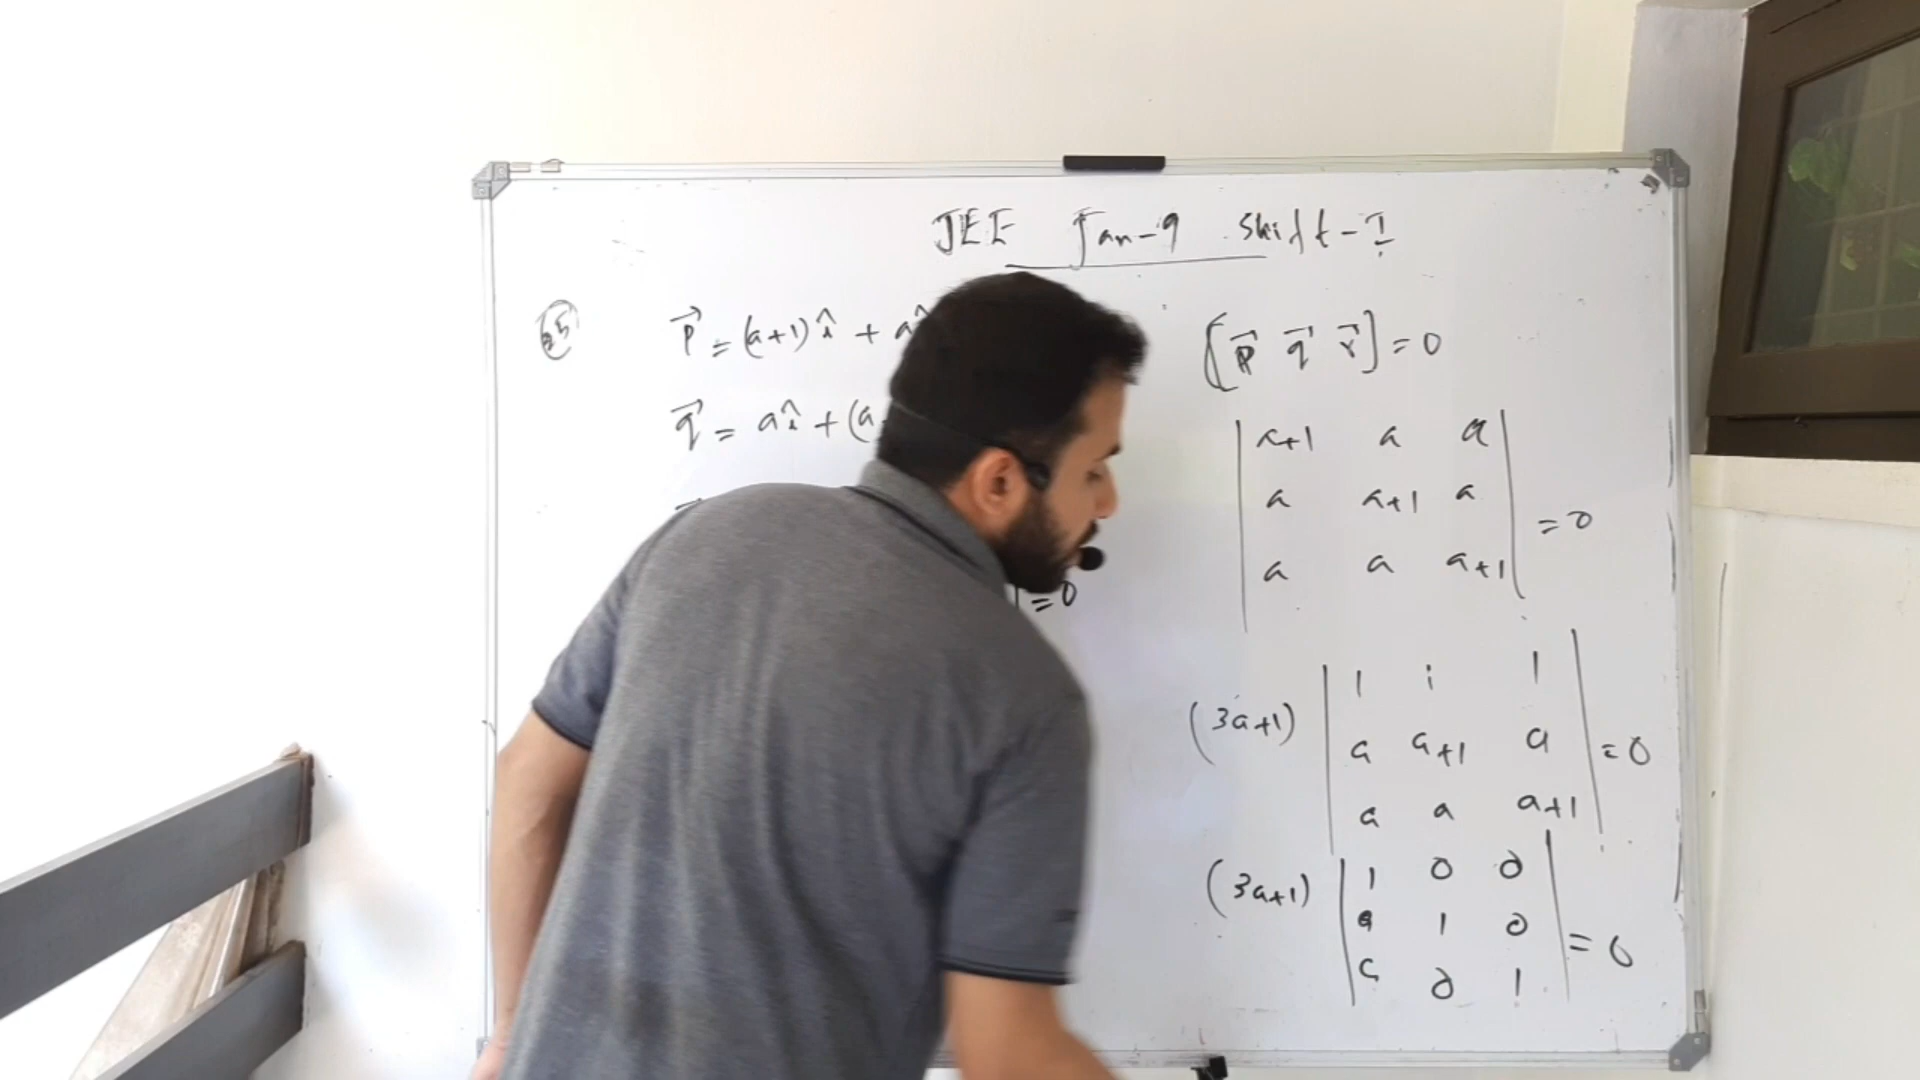 JEE Jan-9 Shift-I
25
p⃗ = (a+1)î + a
q⃗ = aî + (a
=0
[p⃗ q⃗ r⃗] = 0
| a+1 a a |
| a a+1 a | = 0
| a a a+1 |
| 1 1 1 |
(3a+1) | a a+1 a | = 0
| a a a+1 |
| 1 0 0 |
(3a+1) | a 1 0 | = 0
| a 0 1 |